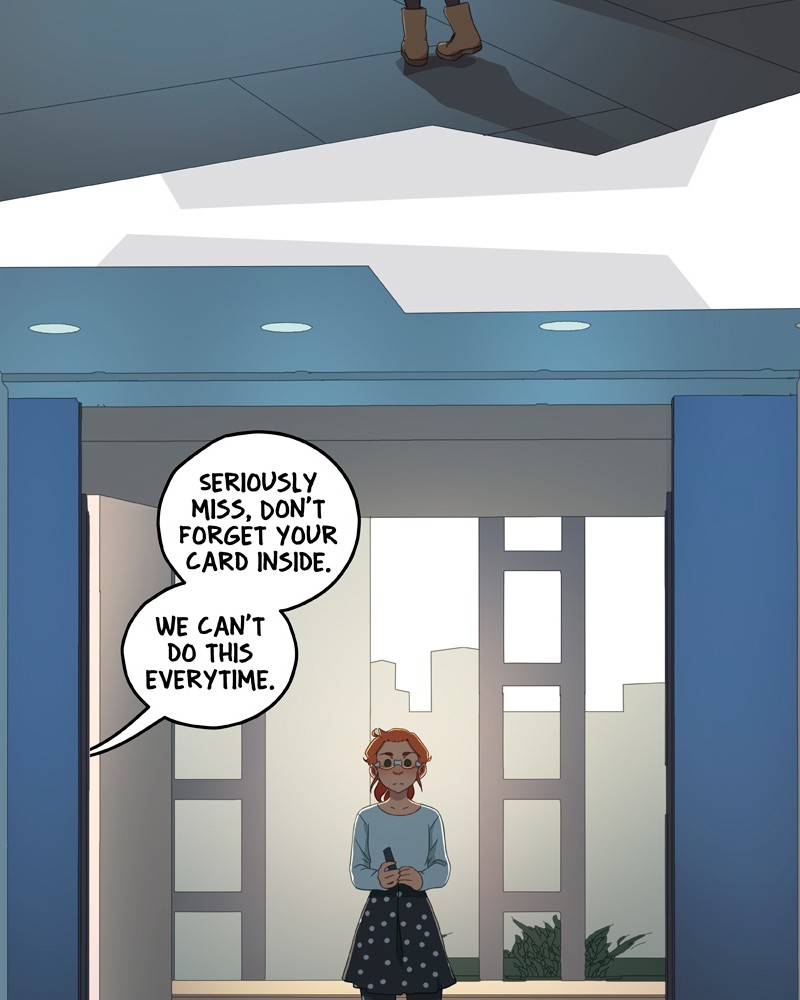 SERIOUSLY
MISS, DON'T
FORGET YOUR
CARD INSIDE.
WE CAN'T
DO THIS
EVERYTIME.